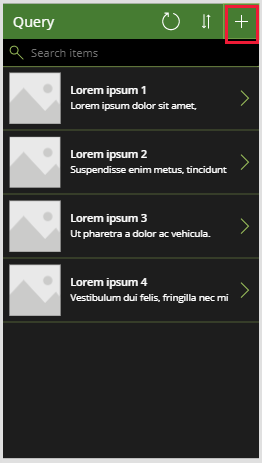 Query
Search items
Lorem ipsum 1
Lorem ipsum dolor sit amet,
Lorem ipsum 2
Suspendisse enim metus, tincidunt
Lorem ipsum 3
Ut pharetra a dolor ac vehicula.
Lorem ipsum 4
Vestibulum dui felis, fringilla nec mi